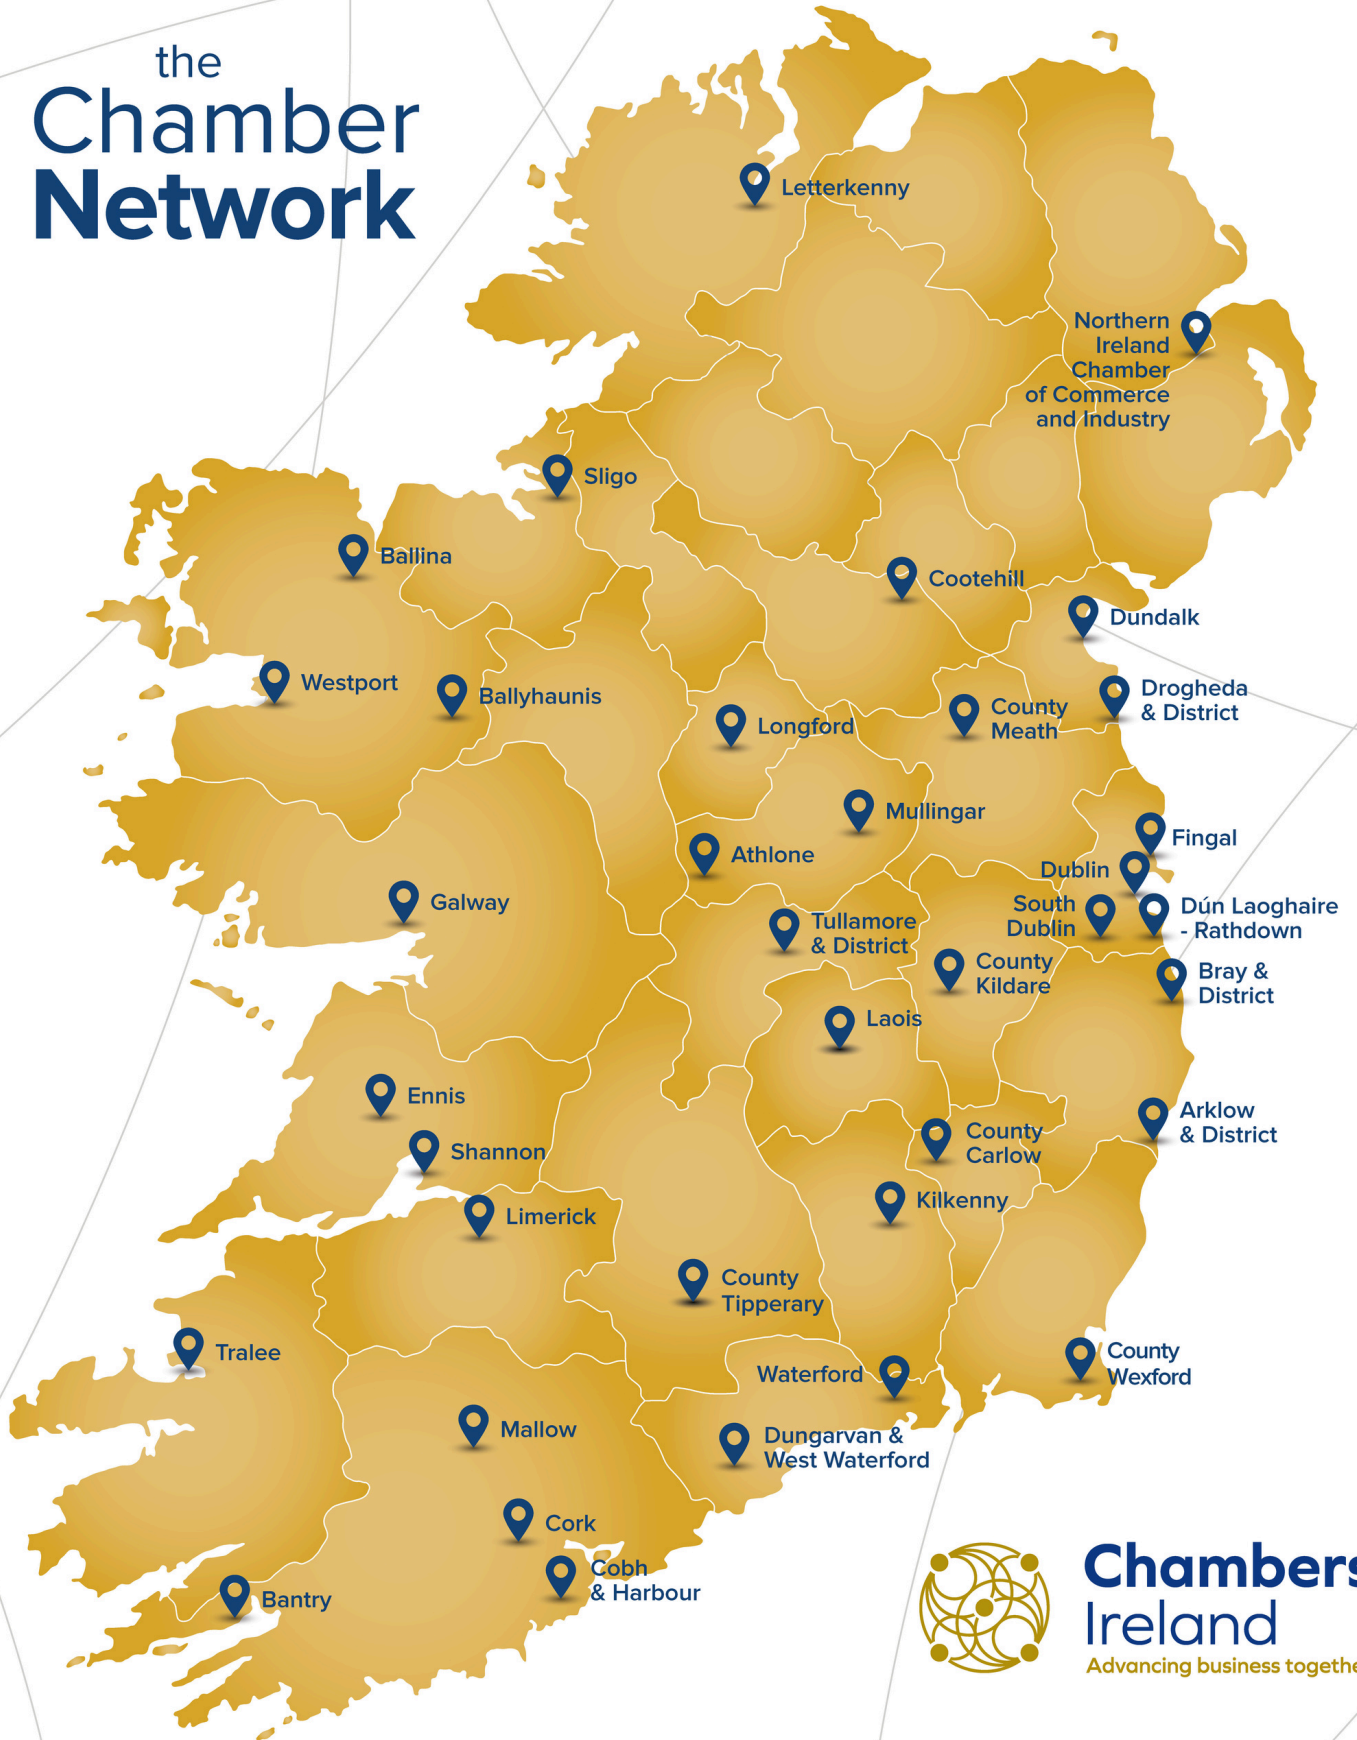 the
Chamber
Network
Letterkenny
Northern
Ireland
Chamber
of Commerce
and Industry
Sligo
Ballina
Cootehill
Dundalk
Westport
Ballyhaunis
Drogheda
& District
County
Meath
Longford
Mullingar
Fingal
Athlone
Dublin
Galway
South
Dublin
Dún Laoghaire
- Rathdown
Tullamore
& District
County
Kildare
Bray &
District
Laois
Ennis
Arklow
& District
Shannon
County
Carlow
Kilkenny
Limerick
County
Tipperary
Tralee
County
Wexford
Waterford
Mallow
Dungarvan &
West Waterford
Cork
Cobh
& Harbour
Bantry
Chambers
Ireland
Advancing business togethe